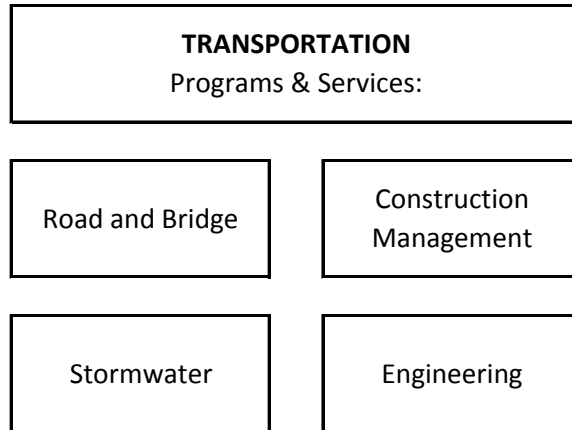 TRANSPORTATION
Programs & Services:
Road and Bridge
Construction
Management
Stormwater
Engineering